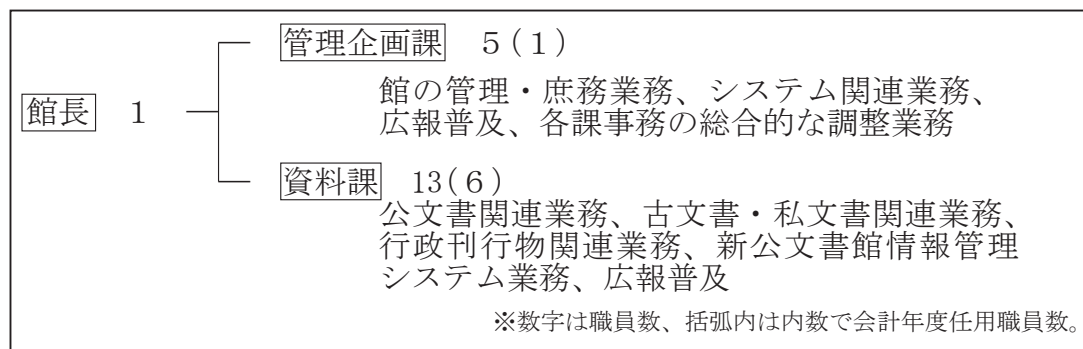 管理企画課 5(1)
館の管理・庶務業務、システム関連業務、
広報普及、各課事務の総合的な調整業務
館長 1
資料課 13(6)
公文書関連業務、古文書・私文書関連業務、
行政刊行物関連業務、新公文書館情報管理
システム業務、広報普及
※数字は職員数、括弧内は内数で会計年度任用職員数。